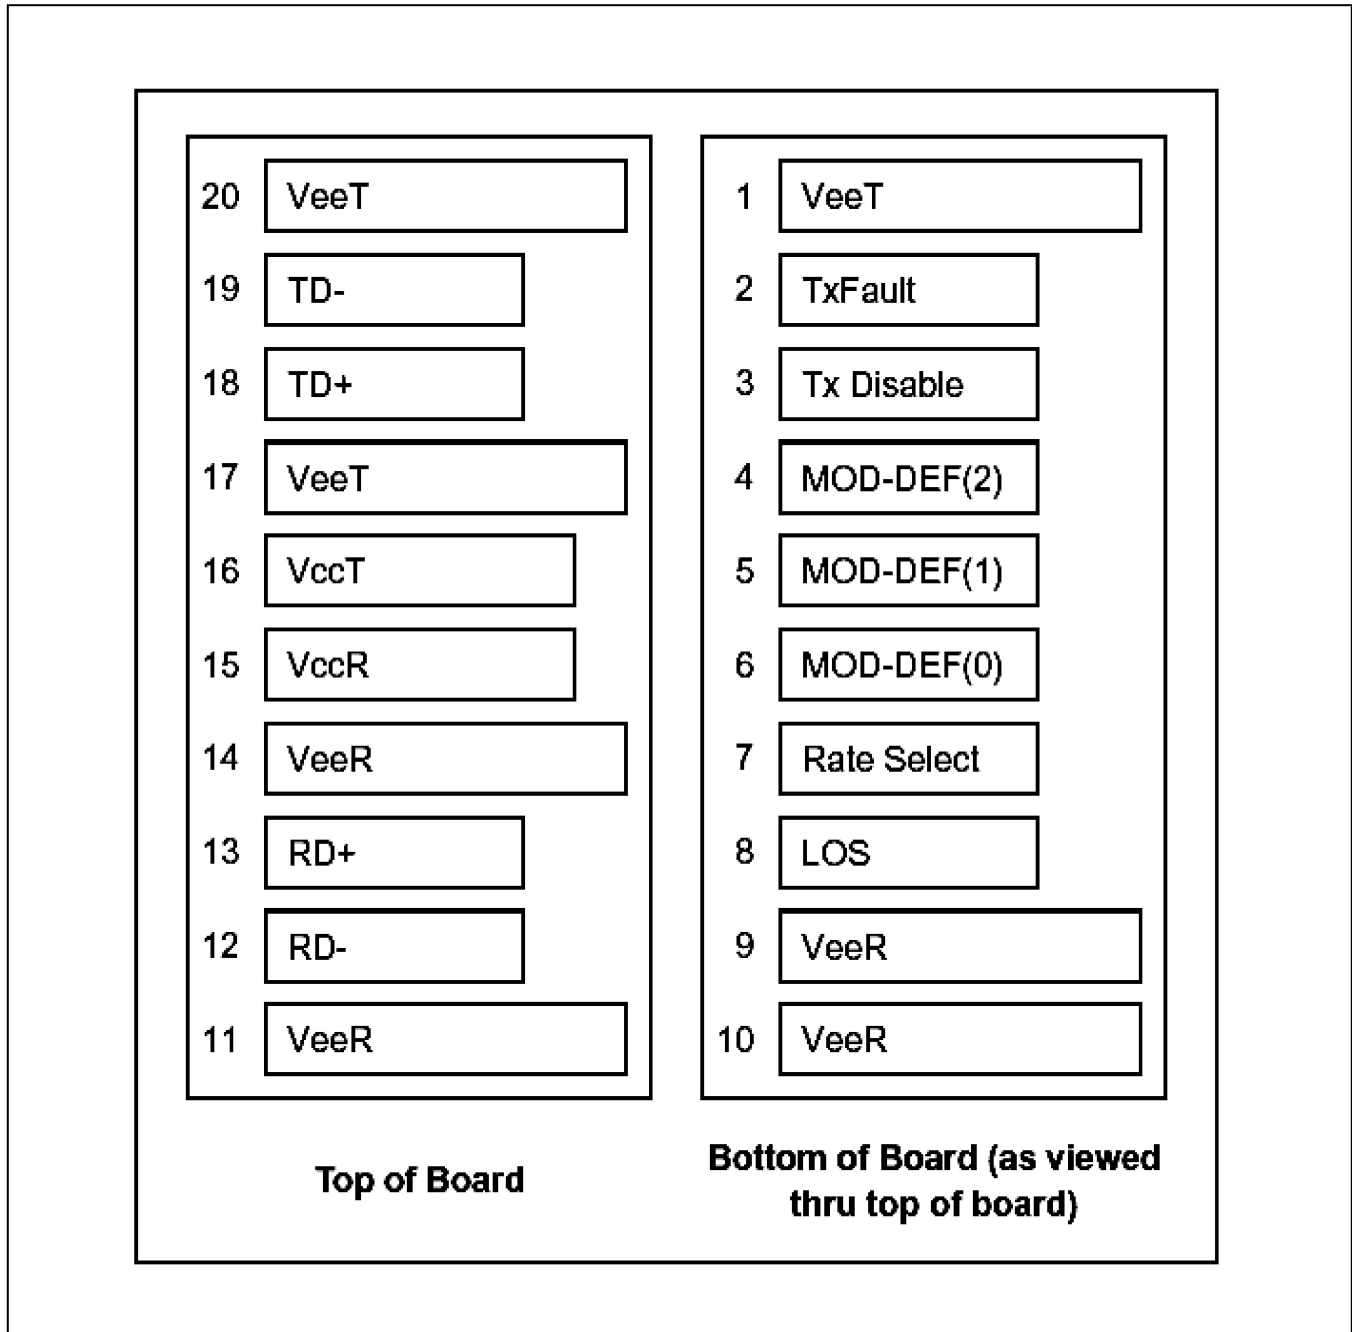 20 VeeT
19 TD-
18 TD+
17 VeeT
16 VccT
15 VccR
14 VeeR
13 RD+
12 RD-
11 VeeR
Top of Board
1 VeeT
2 TxFault
3 Tx Disable
4 MOD-DEF(2)
5 MOD-DEF(1)
6 MOD-DEF(0)
7 Rate Select
8 LOS
9 VeeR
10 VeeR
Bottom of Board (as viewed
thru top of board)